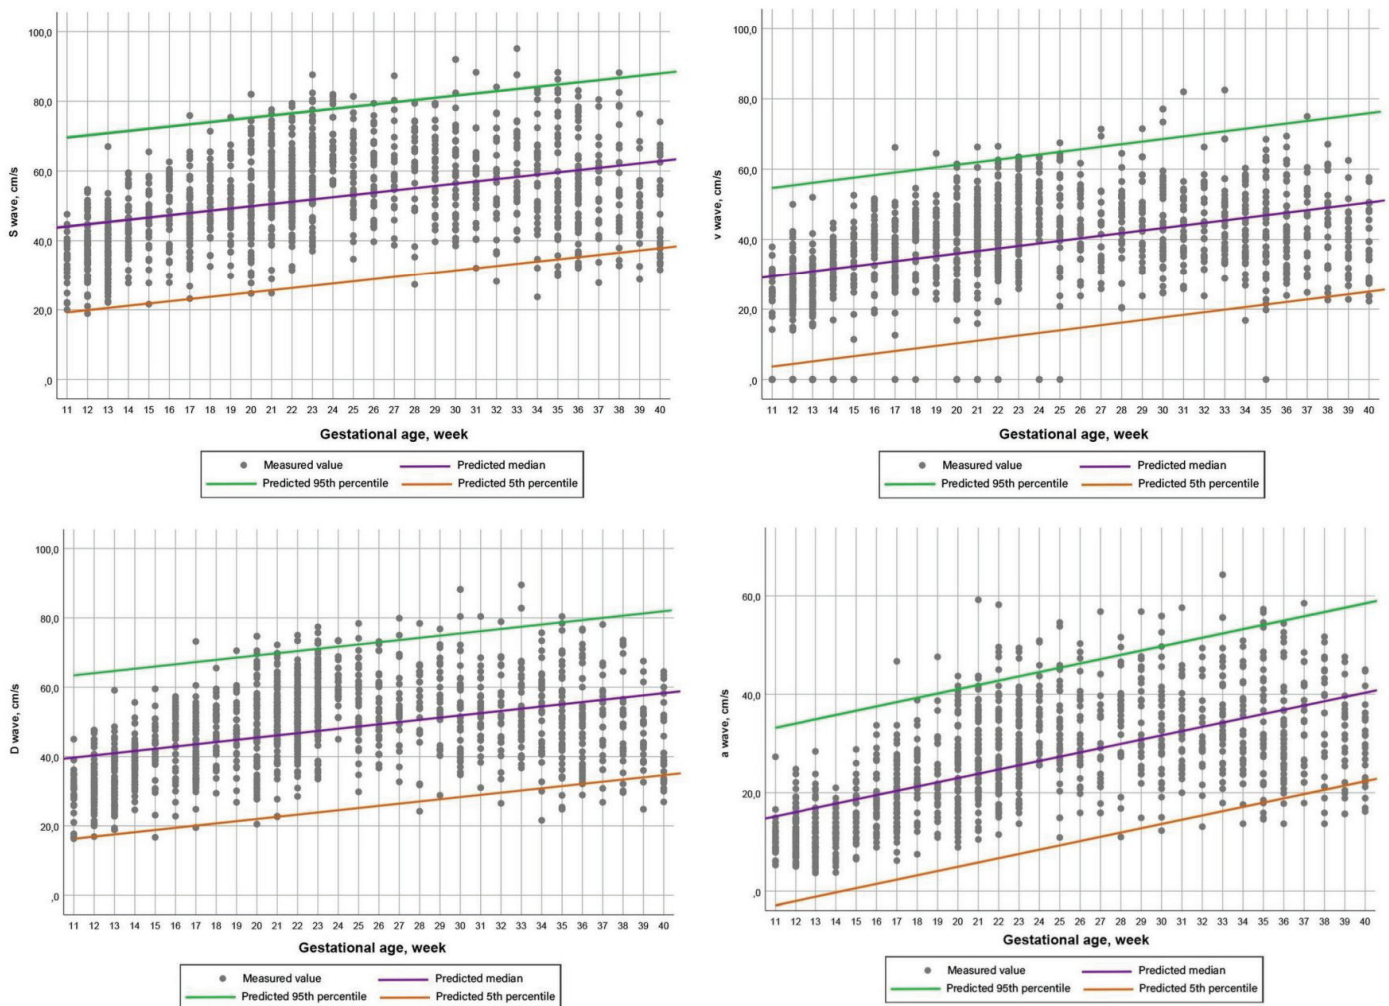 S wave, cm/s
100,0
80,0
60,0
40,0
20,0
,0
11 12 13 14 15 16 17 18 19 20 21 22 23 24 25 26 27 28 29 30 31 32 33 34 35 36 37 38 39 40
Gestational age, week
Measured value Predicted median
Predicted 95th percentile Predicted 5th percentile
v wave, cm/s
100,0
80,0
60,0
40,0
20,0
,0
11 12 13 14 15 16 17 18 19 20 21 22 23 24 25 26 27 28 29 30 31 32 33 34 35 36 37 38 39 40
Gestational age, week
Measured value Predicted median
Predicted 95th percentile Predicted 5th percentile
D wave, cm/s
100,0
80,0
60,0
40,0
20,0
,0
11 12 13 14 15 16 17 18 19 20 21 22 23 24 25 26 27 28 29 30 31 32 33 34 35 36 37 38 39 40
Gestational age, week
Measured value Predicted median
Predicted 95th percentile Predicted 5th percentile
a wave, cm/s
60,0
40,0
20,0
,0
11 12 13 14 15 16 17 18 19 20 21 22 23 24 25 26 27 28 29 30 31 32 33 34 35 36 37 38 39 40
Gestational age, week
Measured value Predicted median
Predicted 95th percentile Predicted 5th percentile